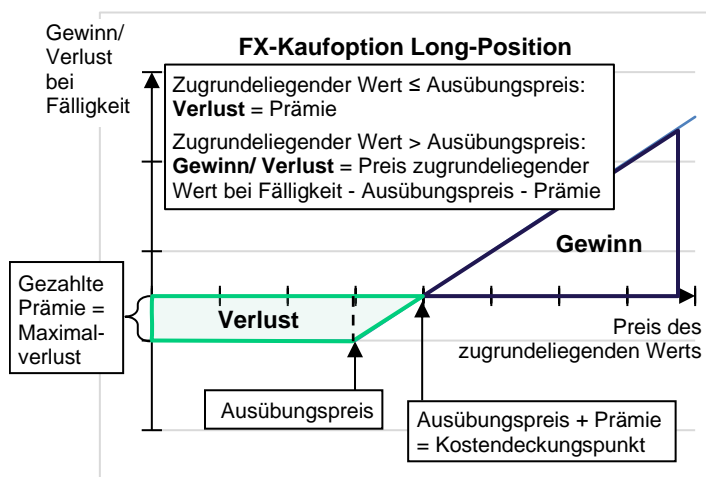 Gewinn/
Verlust
bei
Fälligkeit
FX-Kaufoption Long-Position
Zugrundeliegender Wert ≤ Ausübungspreis:
Verlust = Prämie
Zugrundeliegender Wert > Ausübungspreis:
Gewinn/ Verlust = Preis zugrundeliegender
Wert bei Fälligkeit - Ausübungspreis - Prämie
Gewinn
Gezahlte
Prämie =
Maximal-
verlust
Verlust
Preis des
zugrundeliegenden Werts
Ausübungspreis
Ausübungspreis + Prämie
= Kostendeckungspunkt